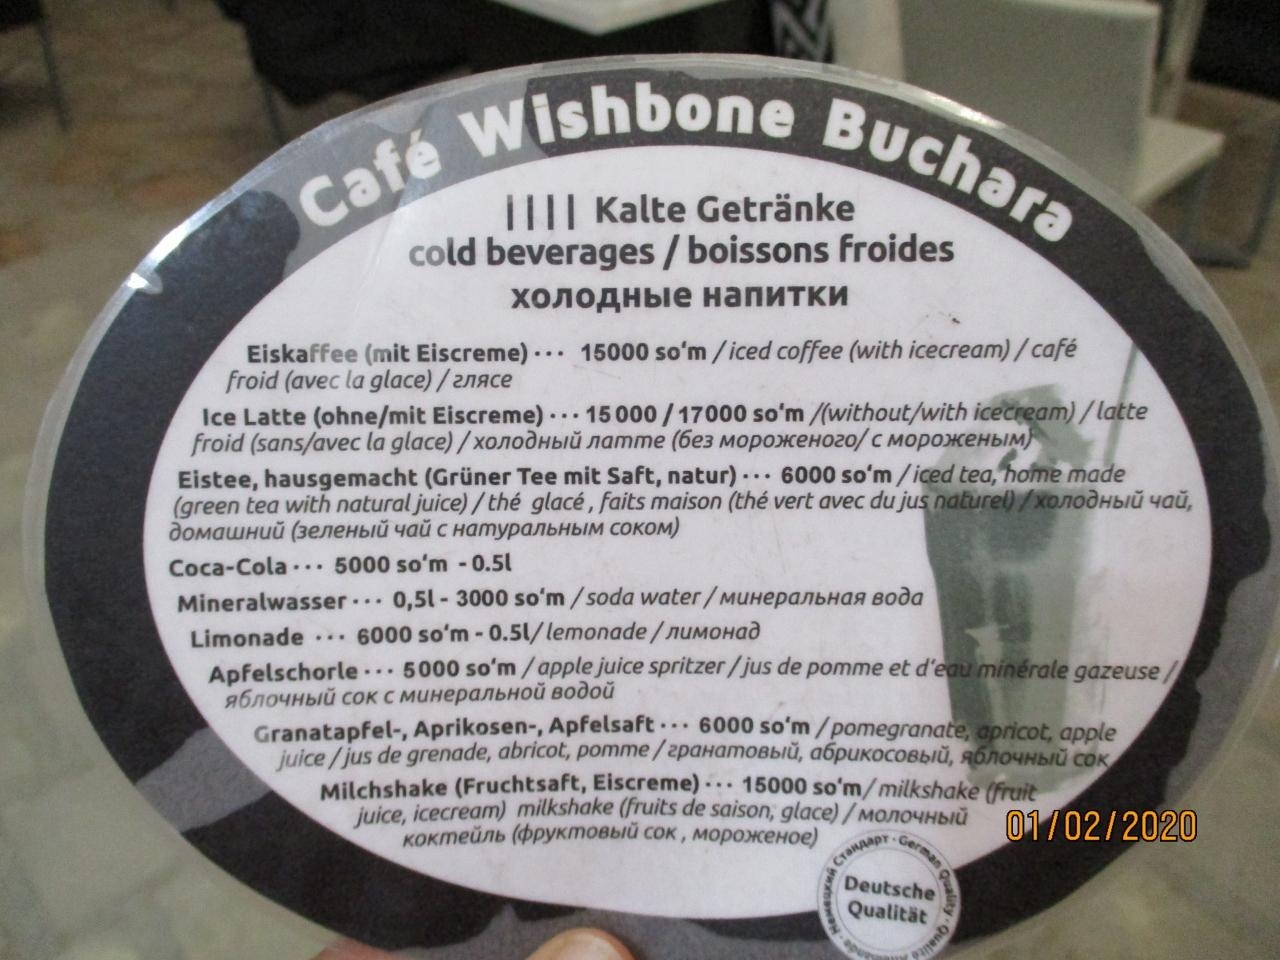 Café Wishbone Buchara
|||| Kalte Getränke
cold beverages / boissons froides
холодные напитки
Eiskaffee (mit Eiscreme) ··· 15000 so‘m / iced coffee (with icecream) / café
froid (avec la glace) / глясе
Ice Latte (ohne/mit Eiscreme) ··· 15 000 / 17000 so‘m /(without/with icecream) / latte
froid (sans/avec la glace) / холодный латте (без мороженого/ с мороженым)
Eistee, hausgemacht (Grüner Tee mit Saft, natur) ··· 6000 so‘m / iced tea, home made
(green tea with natural juice) / thé glacé , faits maison (thé vert avec du jus naturel) / холодный чай,
домашний (зеленый чай с натуральным соком)
Coca-Cola ··· 5000 so‘m - 0.5l
Mineralwasser ··· 0,5l - 3000 so‘m / soda water / минеральная вода
Limonade ··· 6000 so‘m - 0.5l/ lemonade / лимонад
Apfelschorle ··· 5000 so‘m / apple juice spritzer / jus de pomme et d‘eau minérale gazeuse /
яблочный сок с минеральной водой
Granatapfel-, Aprikosen-, Apfelsaft ··· 6000 so‘m / pomegranate, apricot, apple
juice / jus de grenade, abricot, pomme / гранатовый, абрикосовый, яблочный сок
Milchshake (Fruchtsaft, Eiscreme) ··· 15000 so‘m/ milkshake (fruit
juice, icecream) milkshake (fruits de saison, glace) / молочный
коктейль (фруктовый сок , мороженое)
01/02/2020
Немецкий Стандарт · German Quality · Qualité Allemande ·
Deutsche
Qualität